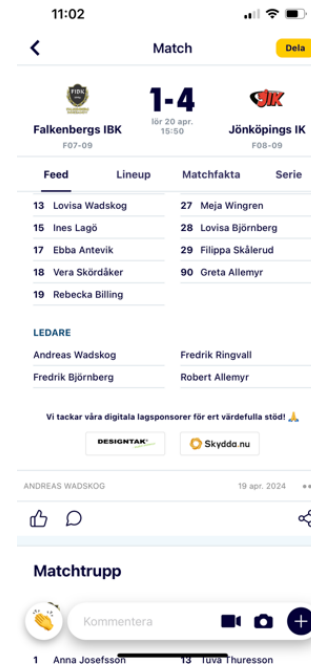 11:02
Match
Dela
FIBK
1-4
JIK
lör 20 apr.
15:50
Falkenbergs IBK
Jönköpings IK
F07-09
F08-09
Feed
Lineup
Matchfakta
Serie
13 Lovisa Wadskog
27 Meja Wingren
15 Ines Lagö
28 Lovisa Björnberg
17 Ebba Antevik
29 Filippa Skålerud
18 Vera Skördåker
90 Greta Allemyr
19 Rebecka Billing
LEDARE
Andreas Wadskog
Fredrik Ringvall
Fredrik Björnberg
Robert Allemyr
Vi tackar våra digitala lagsponsorer för ert värdefulla stöd! 🙏
DESIGNTAK
Skydda.nu
ANDREAS WADSKOG
19 apr. 2024
Matchtrupp
Kommentera
1 Anna Josefsson
13 Tuva Thuresson